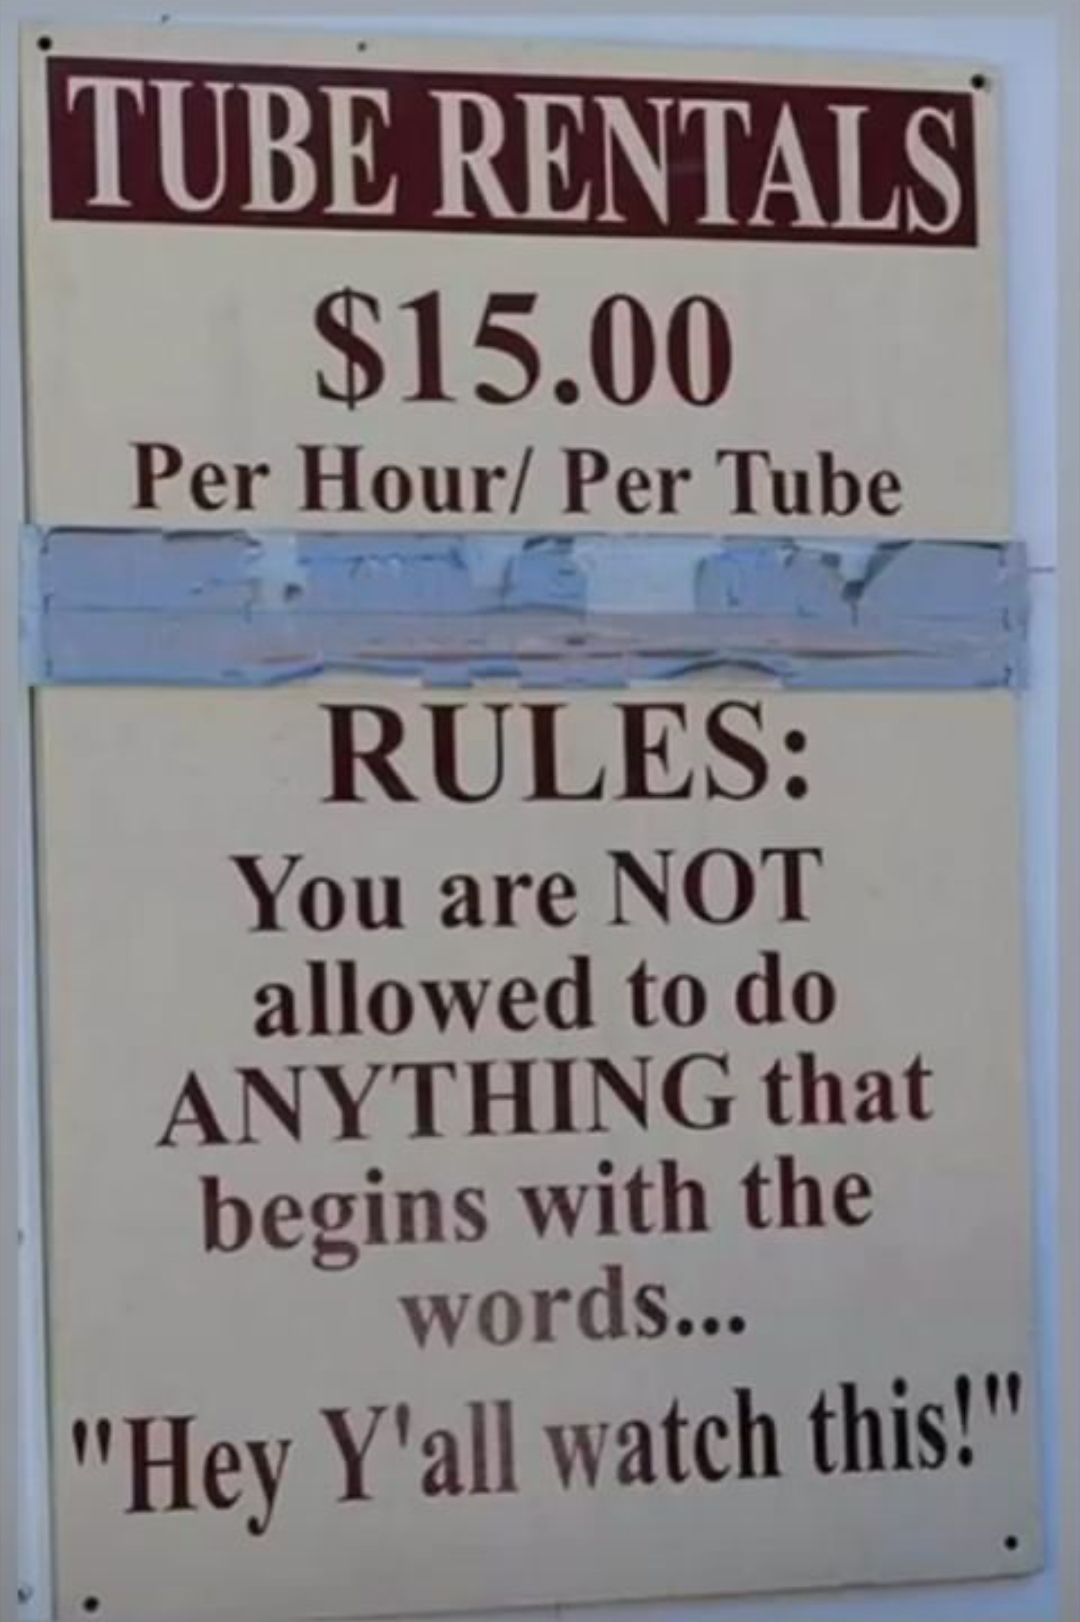 TUBE RENTALS
$15.00
Per Hour/ Per Tube
RULES:
You are NOT
allowed to do
ANYTHING that
begins with the
words...
"Hey Y'all watch this!"